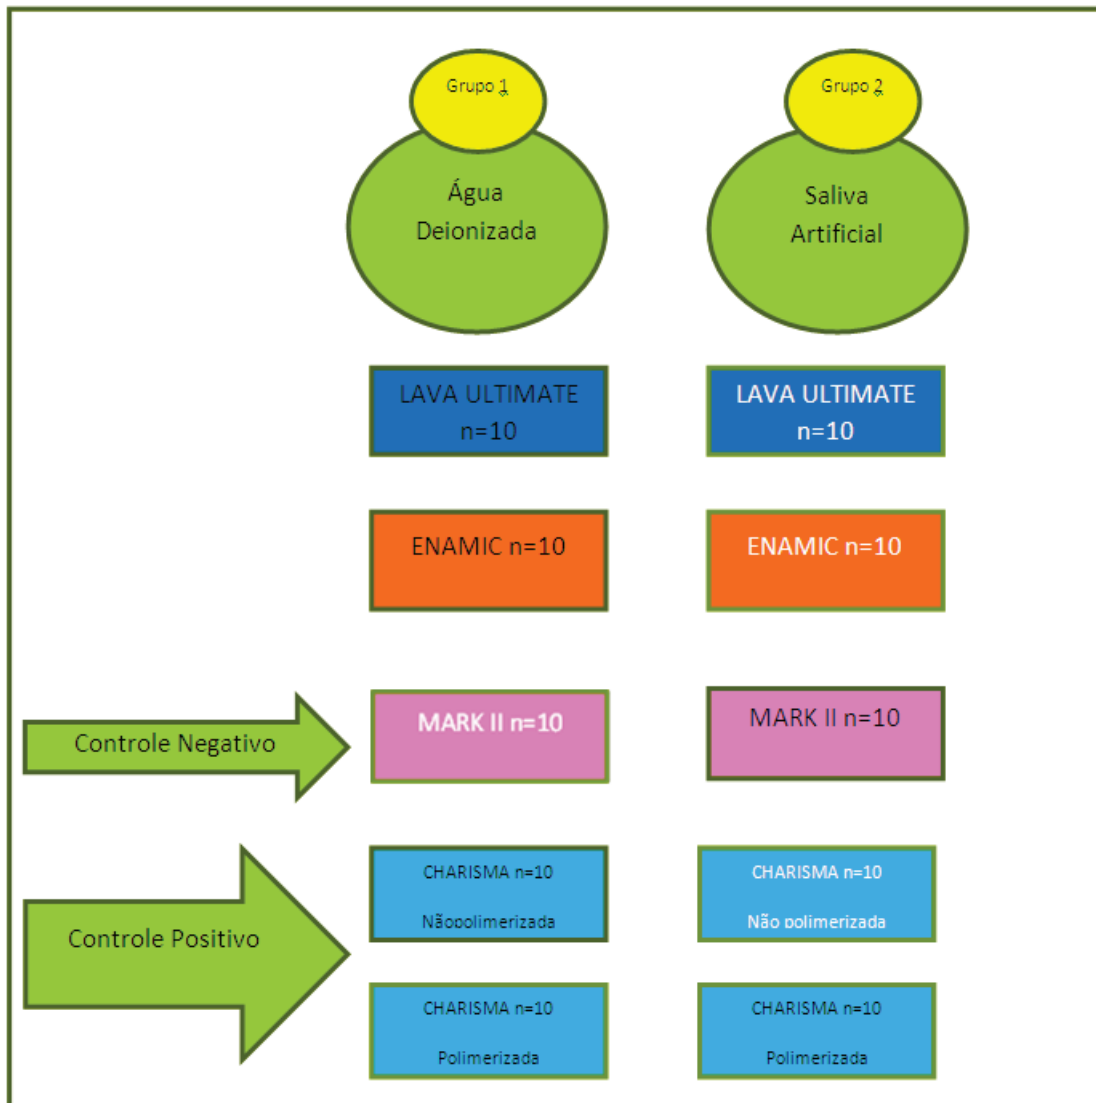 Grupo 1
Grupo 2
Água
Deionizada
Saliva
Artificial
LAVA ULTIMATE
n=10
LAVA ULTIMATE
n=10
ENAMIC n=10
ENAMIC n=10
Controle Negativo
MARK II n=10
MARK II n=10
Controle Positivo
CHARISMA n=10
Nãopolimerizada
CHARISMA n=10
Não polimerizada
CHARISMA n=10
Polimerizada
CHARISMA n=10
Polimerizada